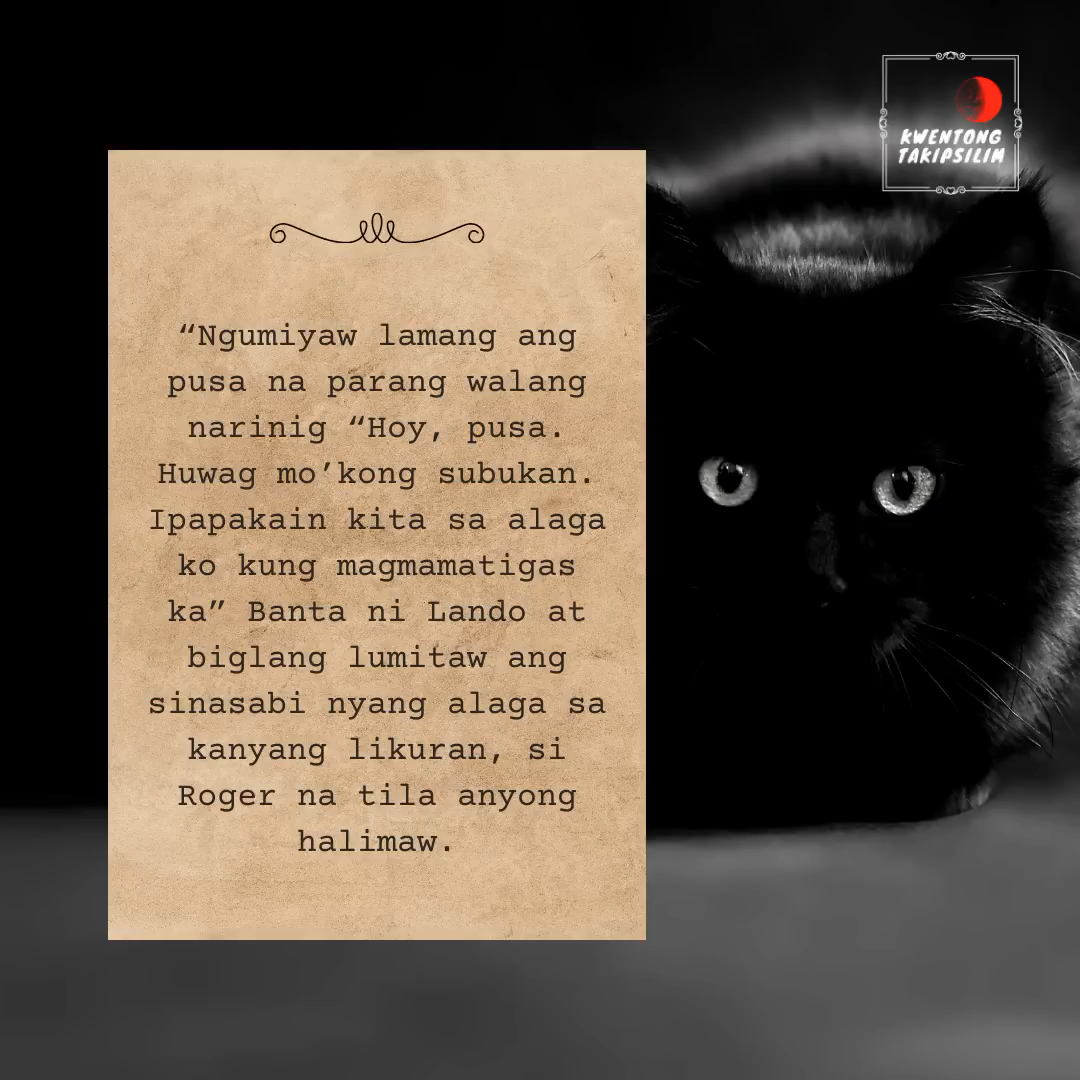 KWENTONG
TAKIPSILIM
“Ngumiyaw lamang ang
pusa na parang walang
narinig “Hoy, pusa.
Huwag mo’kong subukan.
Ipapakain kita sa alaga
ko kung magmamatigas
ka” Banta ni Lando at
biglang lumitaw ang
sinasabi nyang alaga sa
kanyang likuran, si
Roger na tila anyong
halimaw.